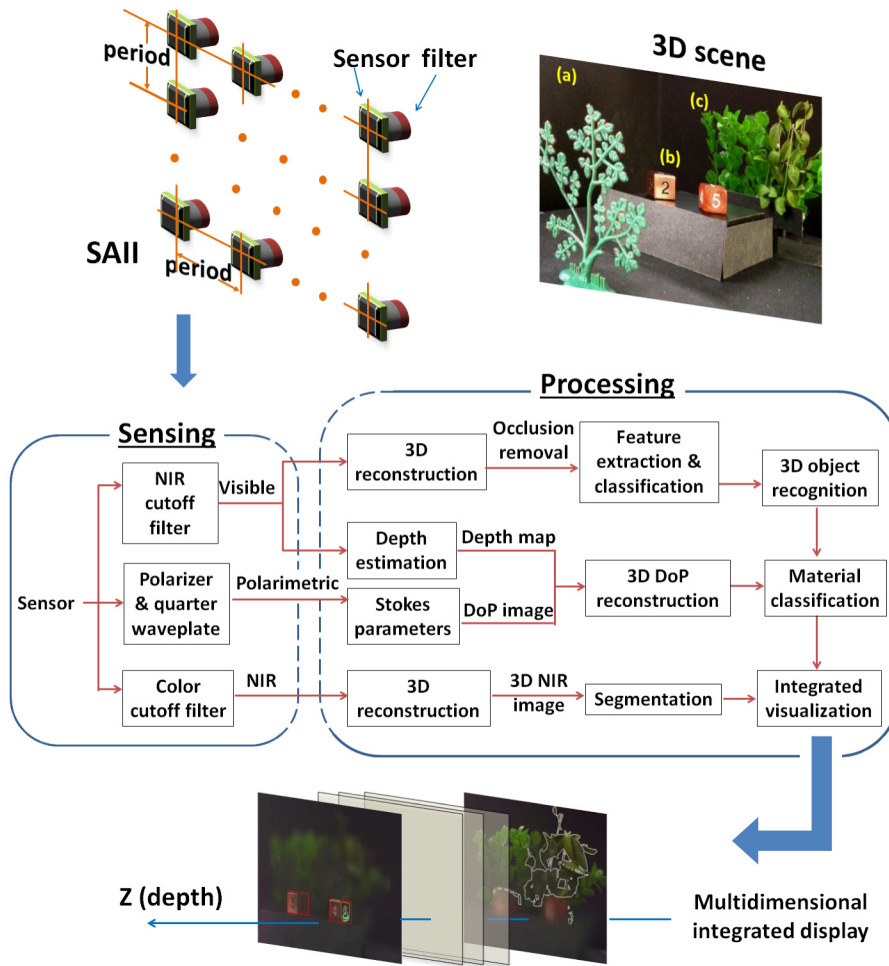 period
Sensor filter
3D scene
(a)
(c)
(b)
2
5
SAII
period
Processing
Sensing
NIR
cutoff
filter
Visible
3D
reconstruction
Occlusion
removal
Feature
extraction &
classification
3D object
recognition
Depth
estimation
Depth map
Sensor
Polarizer
& quarter
waveplate
Polarimetric
Stokes
parameters
DoP image
3D DoP
reconstruction
Material
classification
Color
cutoff filter
NIR
3D
reconstruction
3D NIR
image
Segmentation
Integrated
visualization
Z (depth)
Multidimensional
integrated display